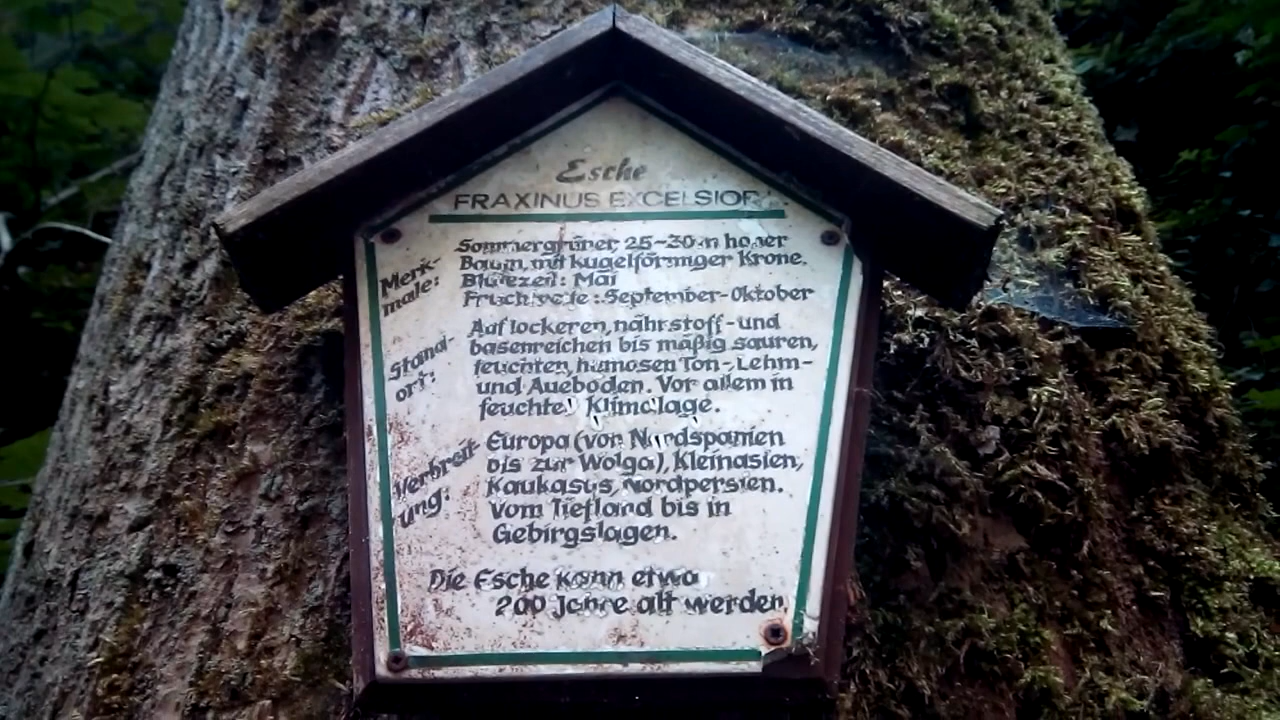 Esche
FRAXINUS EXCELSIOR
Merk-
male:
Sommergrüner, 25-30 m hoher
Baum, mit kugelförmiger Krone.
Blütezeit: Mai
Fruchtreife: September-Oktober
Stand-
ort:
Auf lockeren, nährstoff- und
basenreichen bis mäßig sauren,
feuchten, humosen Ton-, Lehm-
und Aueböden. Vor allem in
feuchter Klimalage.
Verbreit-
ung:
Europa (von Nordspanien
bis zur Wolga), Kleinasien,
Kaukasus, Nordpersien.
Vom Tiefland bis in
Gebirgslagen.
Die Esche kann etwa
200 Jahre alt werden